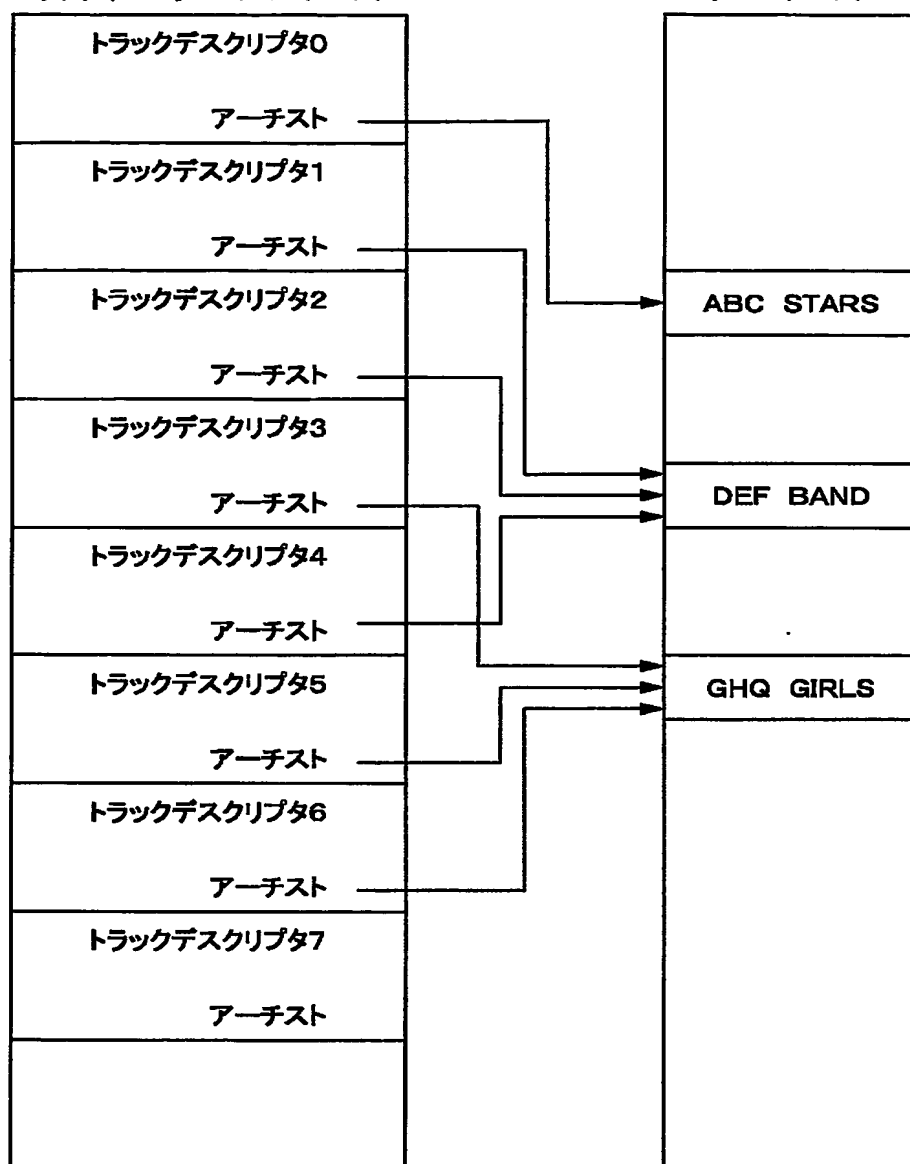 トラックデスクリプタ0
アーチスト
トラックデスクリプタ1
アーチスト
トラックデスクリプタ2
アーチスト
トラックデスクリプタ3
アーチスト
トラックデスクリプタ4
アーチスト
トラックデスクリプタ5
アーチスト
トラックデスクリプタ6
アーチスト
トラックデスクリプタ7
アーチスト
ABC STARS
DEF BAND
GHQ GIRLS